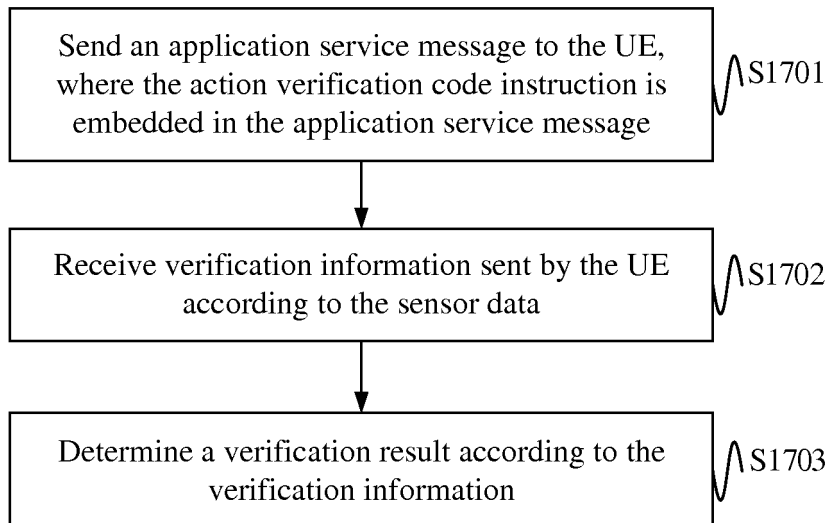 Send an application service message to the UE,
where the action verification code instruction is
embedded in the application service message
S1701
Receive verification information sent by the UE
according to the sensor data
S1702
Determine a verification result according to the
verification information
S1703